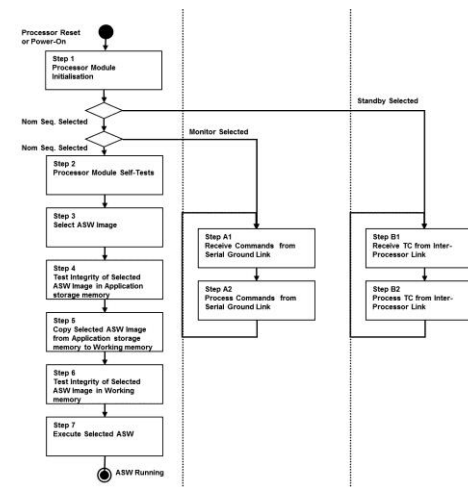 Processor Reset
or Power-On
Step 1
Processor Module
Initialisation
Standby Selected
Nom Seq. Selected
Monitor Selected
Nom Seq. Selected
Step 2
Processor Module Self-Tests
Step 3
Select ASW Image
Step A1
Receive Commands from
Serial Ground Link
Step B1
Receive TC from Inter-
Processor Link
Step 4
Test Integrity of Selected
ASW Image in Application
storage memory
Step A2
Process Commands from
Serial Ground Link
Step B2
Process TC from Inter-
Processor Link
Step 5
Copy Selected ASW Image
from Application storage
memory to Working memory
Step 6
Test Integrity of Selected
ASW Image in Working
memory
Step 7
Execute Selected ASW
ASW Running